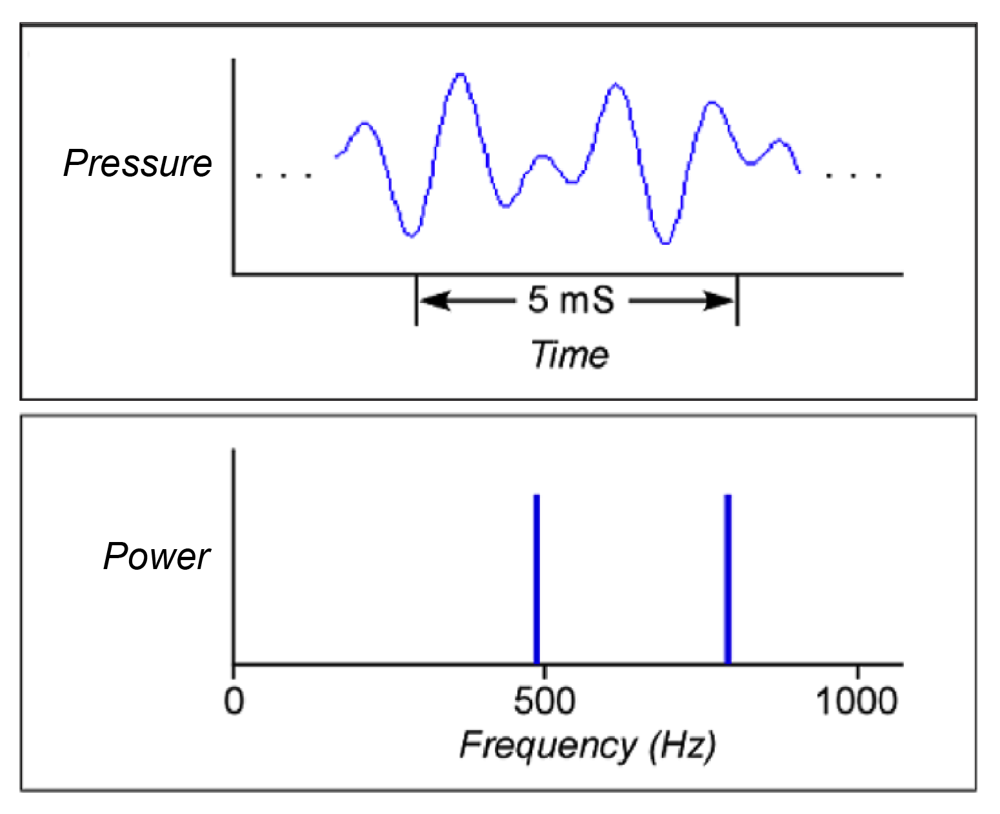 Pressure
. . .
. . .
5 mS
Time
Power
0
500
1000
Frequency (Hz)